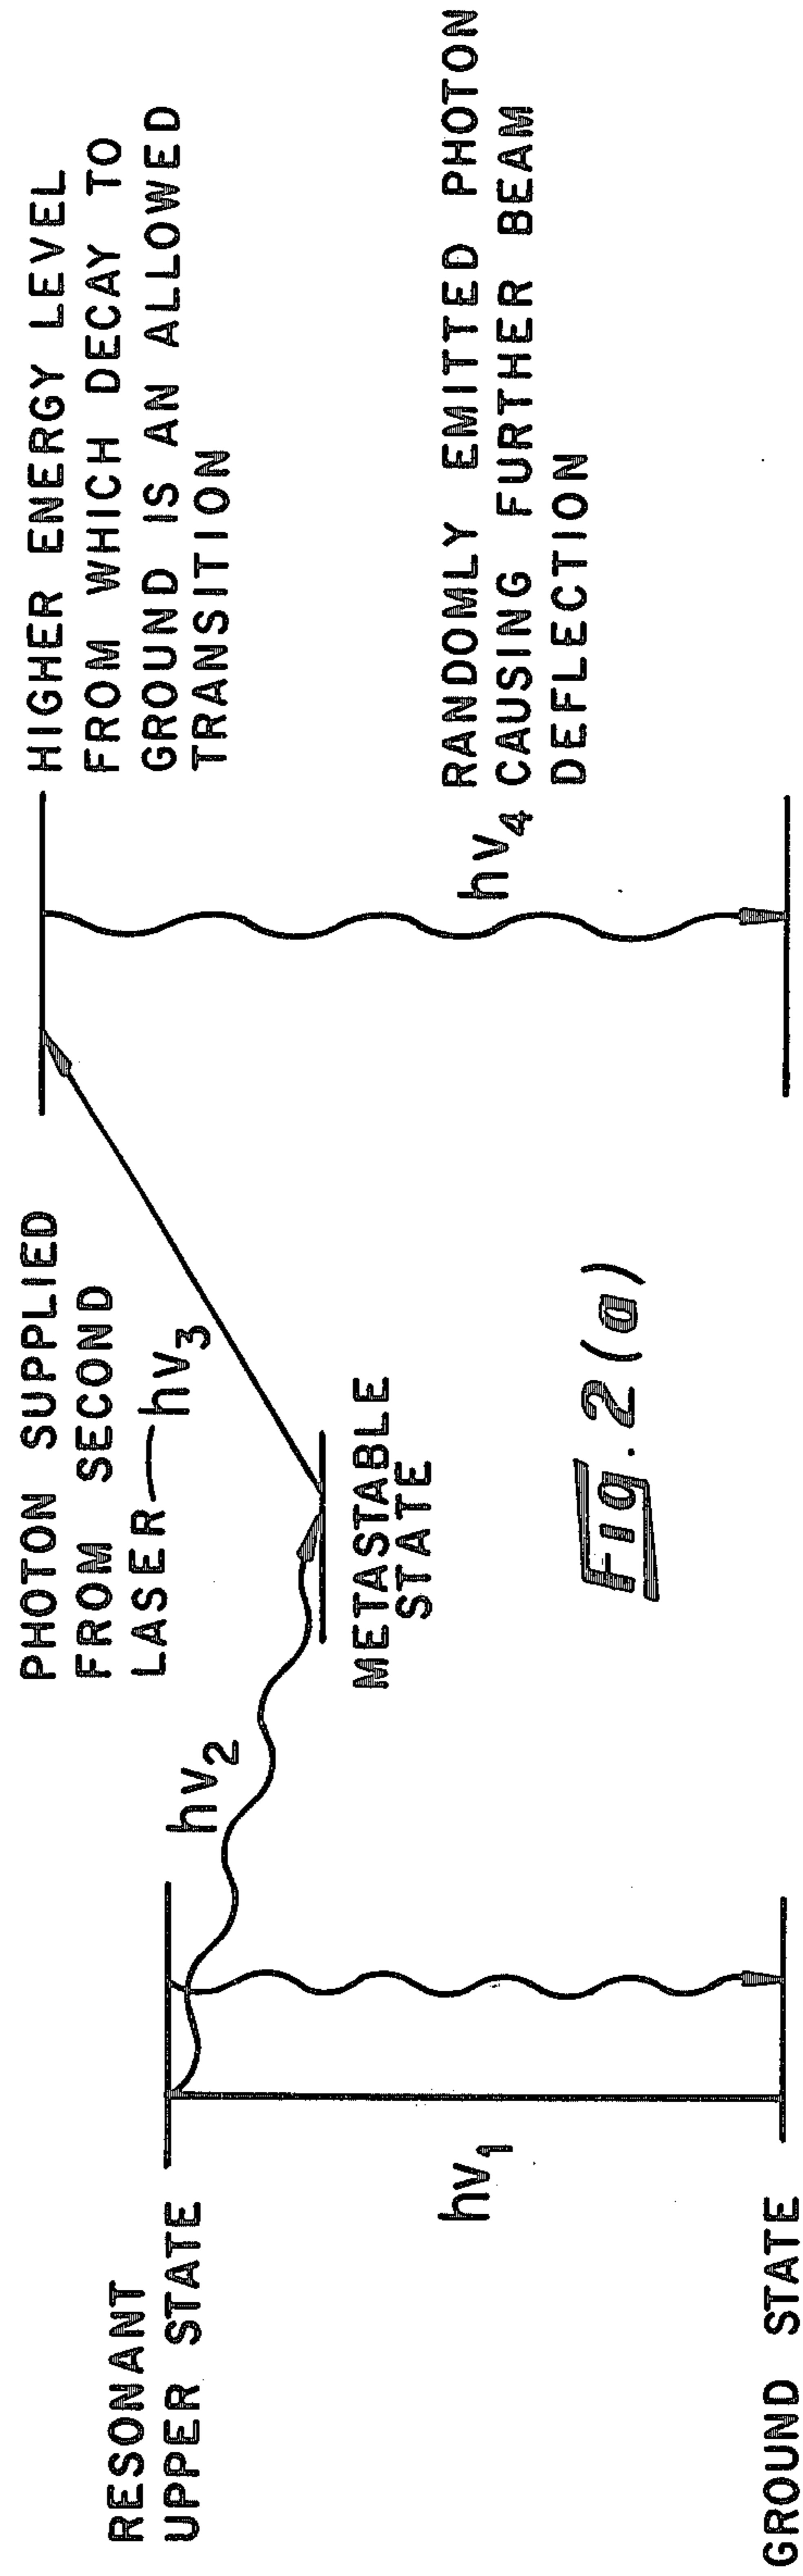 RESONANT
UPPER STATE
GROUND STATE
hν₁
hν₂
PHOTON SUPPLIED
FROM SECOND
LASER—hν₃
METASTABLE
STATE
HIGHER ENERGY LEVEL
FROM WHICH DECAY TO
GROUND IS AN ALLOWED
TRANSITION
hν₄
RANDOMLY EMITTED PHOTON
CAUSING FURTHER BEAM
DEFLECTION
Fig. 2(a)